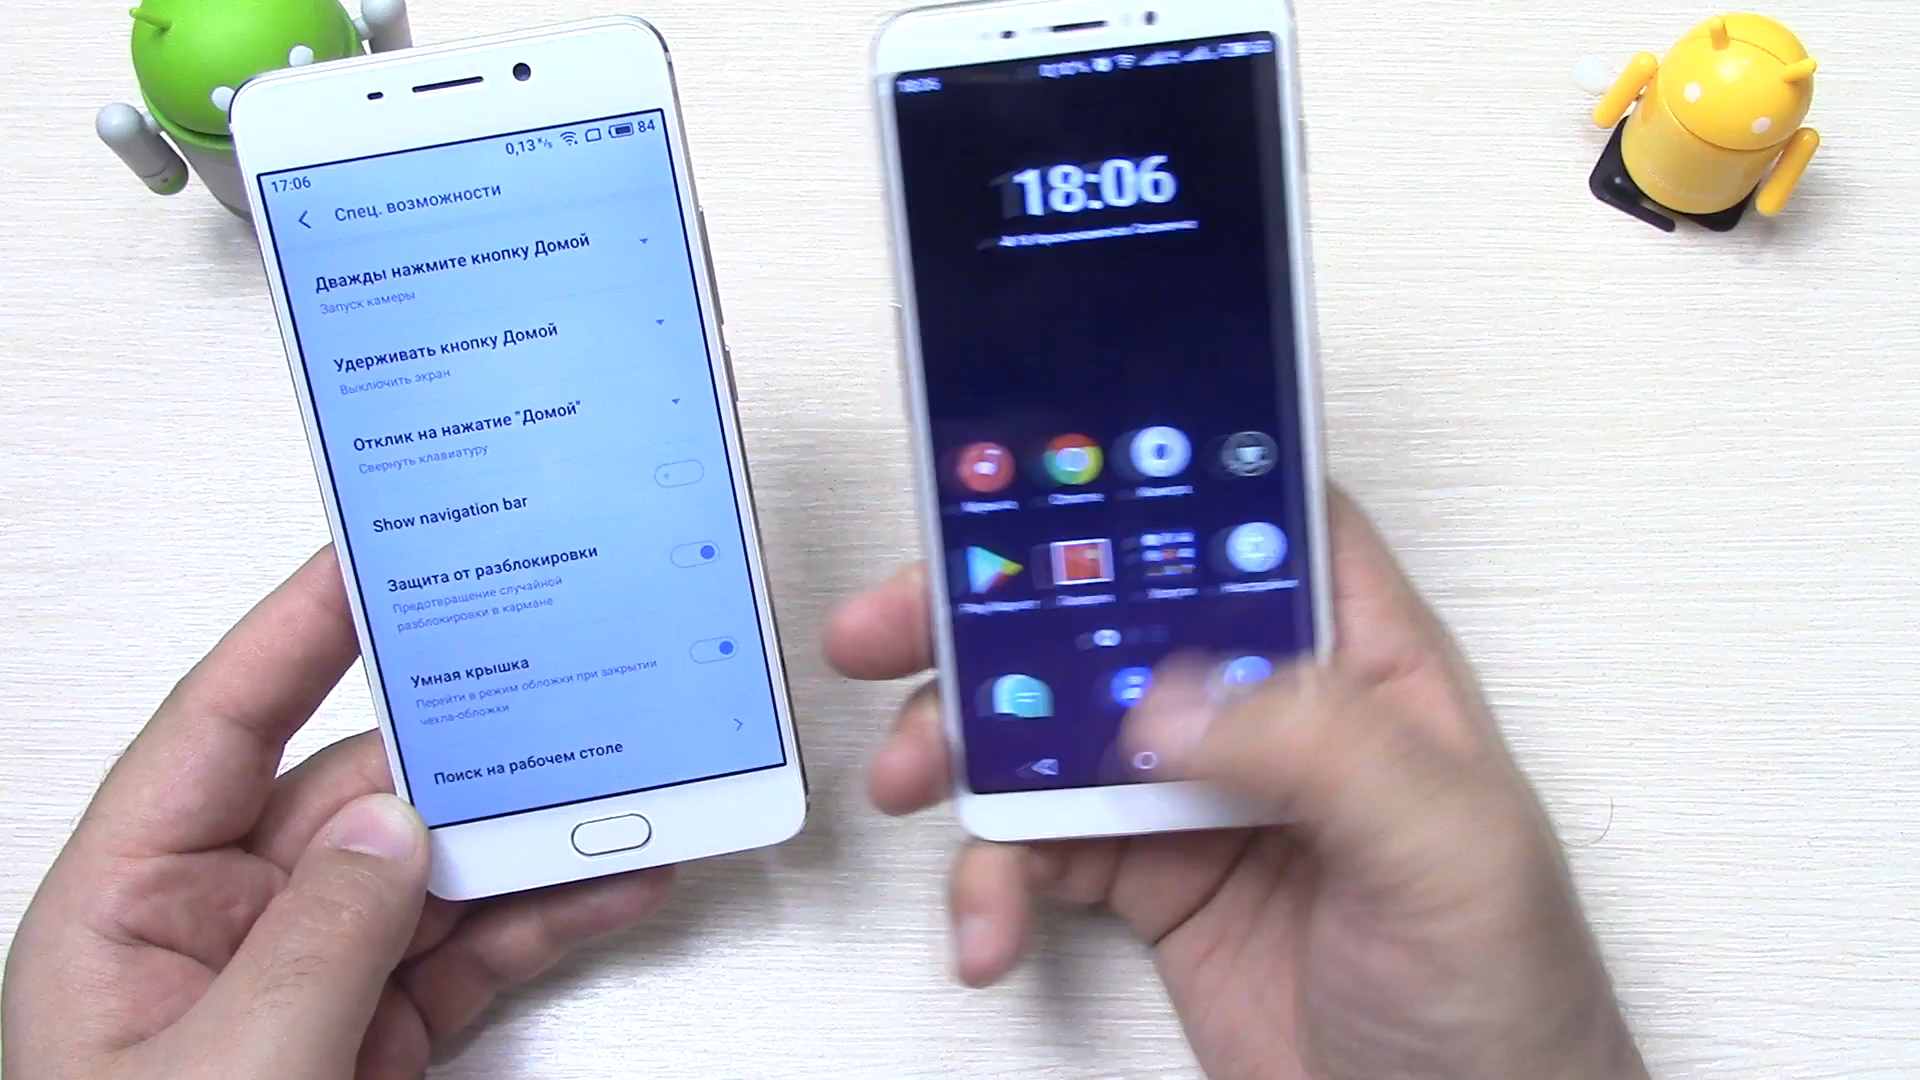 0,13 K/s 84
17:06
Спец. возможности
Дважды нажмите кнопку Домой
Запуск камеры
Удерживать кнопку Домой
Выключить экран
Отклик на нажатие "Домой"
Свернуть клавиатуру
Show navigation bar
Защита от разблокировки
Предотвращение случайной
разблокировки в кармане
Умная крышка
Перейти в режим обложки при закрытии
чехла-обложки
Поиск на рабочем столе
18:06
18:06